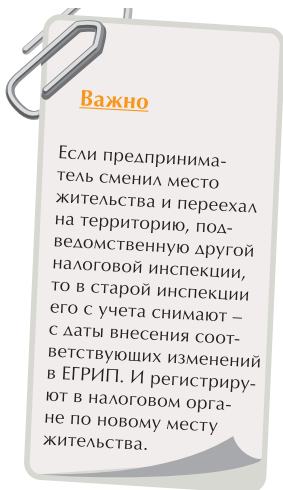 Важно
Если предпринима-
тель сменил место
жительства и переехал
на территорию, под-
ведомственную другой
налоговой инспекции,
то в старой инспекции
его с учета снимают –
с даты внесения соот-
ветствующих изменений
в ЕГРИП. И регистриру-
ют в налоговом орга-
не по новому месту
жительства.